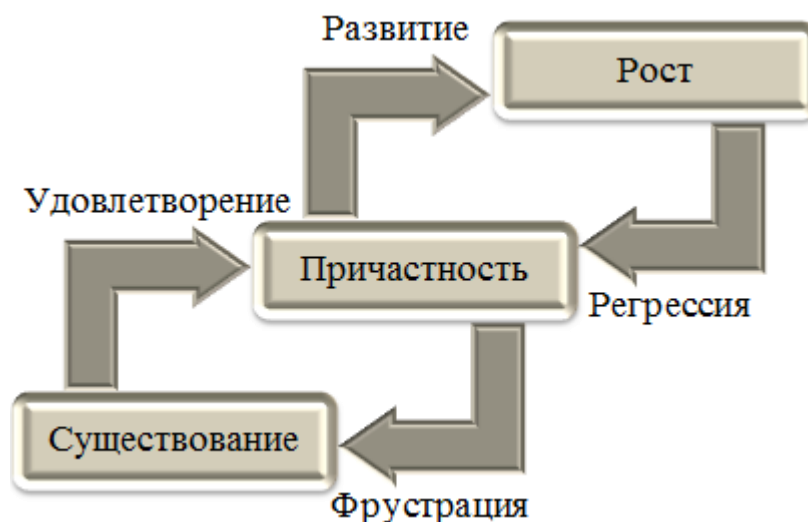 Развитие
Рост
Удовлетворение
Причастность
Регрессия
Существование
Фрустрация